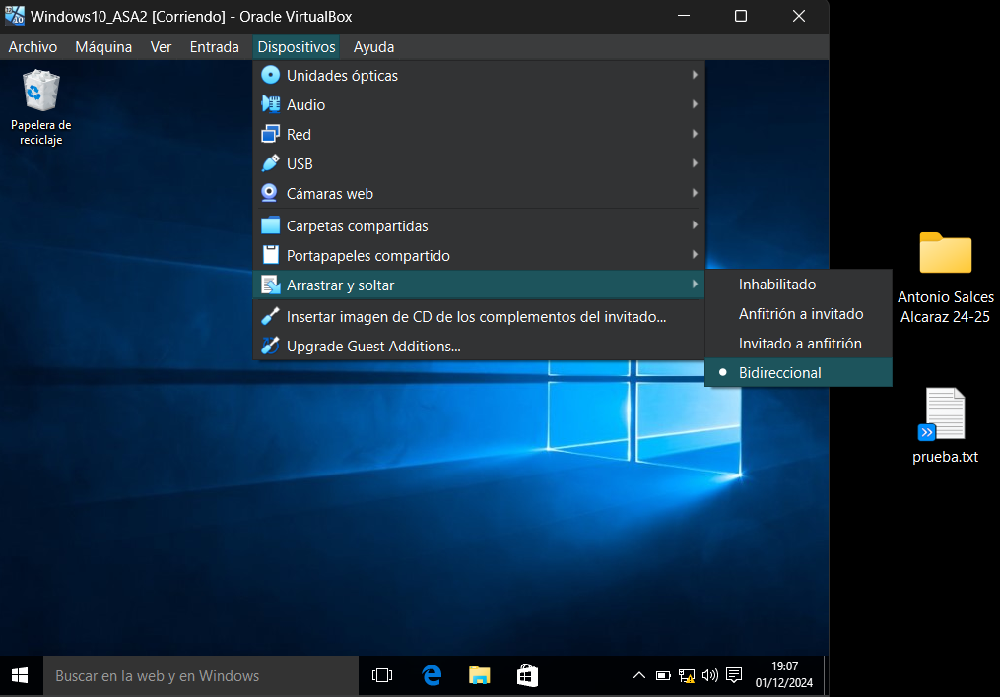 Windows10_ASA2 [Corriendo] - Oracle VirtualBox
Archivo Máquina Ver Entrada Dispositivos Ayuda
Papelera de
reciclaje
Unidades ópticas
Audio
Red
USB
Cámaras web
Carpetas compartidas
Portapapeles compartido
Arrastrar y soltar
Insertar imagen de CD de los complementos del invitado...
Upgrade Guest Additions...
Inhabilitado
Anfitrión a invitado
Invitado a anfitrión
Bidireccional
Antonio Salces
Alcaraz 24-25
prueba.txt
Buscar en la web y en Windows
19:07
01/12/2024